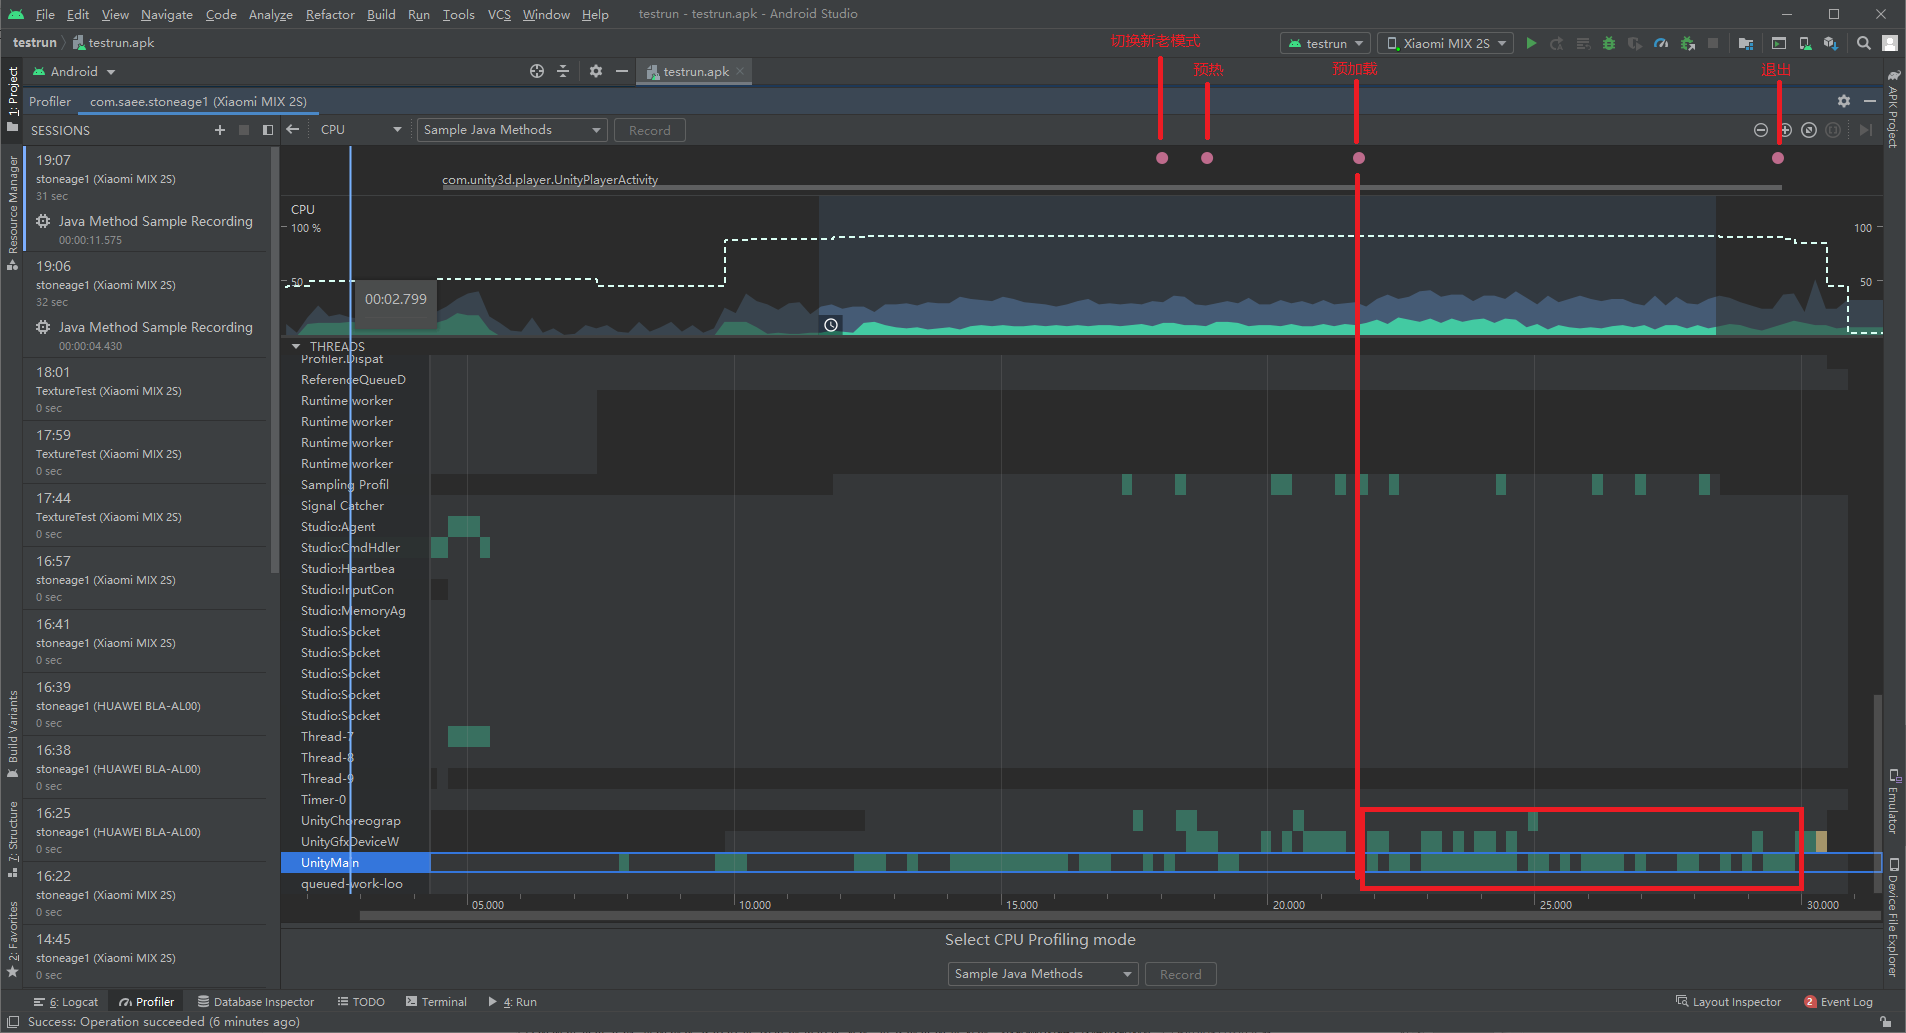 File Edit View Navigate Code Analyze Refactor Build Run Tools VCS Window Help testrun - testrun.apk - Android Studio
testrun testrun.apk
切换新老模式
testrun Xiaomi MIX 2S
Android
testrun.apk
预热
预加载
退出
Profiler com.saee.stoneage1 (Xiaomi MIX 2S)
SESSIONS
CPU Sample Java Methods Record
1: Project
Resource Manager
Build Variants
7: Structure
2: Favorites
19:07
stoneage1 (Xiaomi MIX 2S)
31 sec
Java Method Sample Recording
00:00:11.575
19:06
stoneage1 (Xiaomi MIX 2S)
32 sec
Java Method Sample Recording
00:00:04.430
18:01
TextureTest (Xiaomi MIX 2S)
0 sec
17:59
TextureTest (Xiaomi MIX 2S)
0 sec
17:44
TextureTest (Xiaomi MIX 2S)
0 sec
16:57
stoneage1 (Xiaomi MIX 2S)
0 sec
16:41
stoneage1 (Xiaomi MIX 2S)
0 sec
16:39
stoneage1 (HUAWEI BLA-AL00)
0 sec
16:38
stoneage1 (HUAWEI BLA-AL00)
0 sec
16:25
stoneage1 (HUAWEI BLA-AL00)
0 sec
16:22
stoneage1 (Xiaomi MIX 2S)
0 sec
14:45
stoneage1 (Xiaomi MIX 2S)
0 sec
com.unity3d.player.UnityPlayerActivity
CPU
100 %
100
50
50
00:02.799
THREADS
Profiler:Dispat
ReferenceQueueD
Runtime worker
Runtime worker
Runtime worker
Runtime worker
Sampling Profil
Signal Catcher
Studio:Agent
Studio:CmdHdler
Studio:Heartbea
Studio:InputCon
Studio:MemoryAg
Studio:Socket
Studio:Socket
Studio:Socket
Studio:Socket
Studio:Socket
Thread-7
Thread-8
Thread-9
Timer-0
UnityChoreograp
UnityGfxDeviceW
UnityMain
queued-work-loo
05.000 10.000 15.000 20.000 25.000 30.000
Select CPU Profiling mode
Sample Java Methods Record
APK Project
Emulator
Device File Explorer
6: Logcat Profiler Database Inspector TODO Terminal 4: Run Layout Inspector 2 Event Log
Success: Operation succeeded (6 minutes ago)